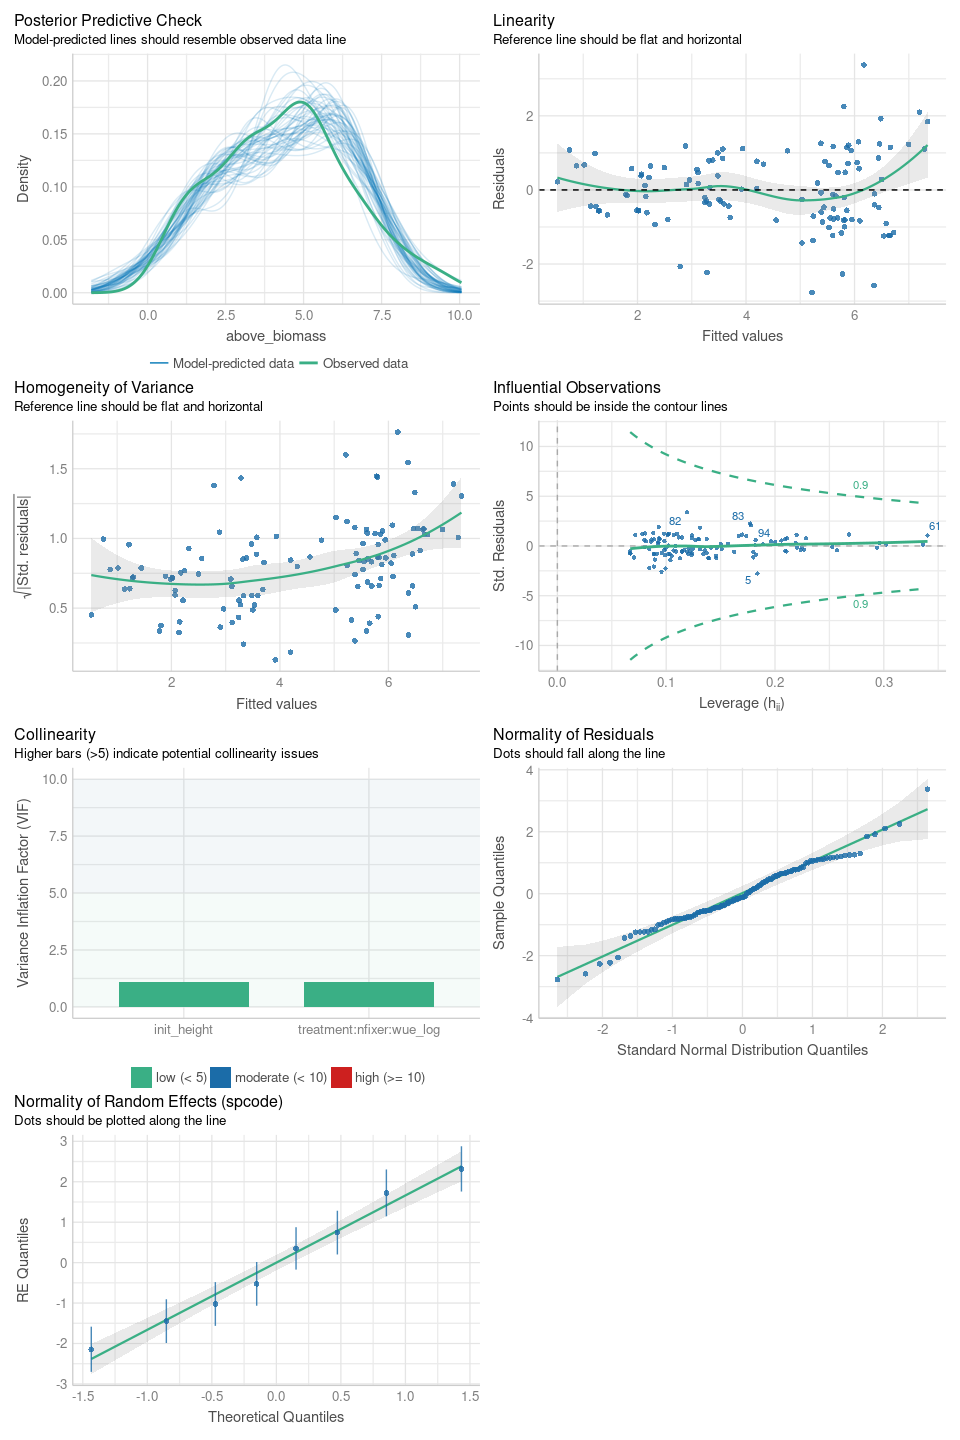 Posterior Predictive Check
Model-predicted lines should resemble observed data line
Density
0.20
0.15
0.10
0.05
0.00
0.0 2.5 5.0 7.5 10.0
above_biomass
Model-predicted data Observed data
Linearity
Reference line should be flat and horizontal
Residuals
2
0
-2
2 4 6
Fitted values
Homogeneity of Variance
Reference line should be flat and horizontal
√|Std. residuals|
1.5
1.0
0.5
2 4 6
Fitted values
Influential Observations
Points should be inside the contour lines
Std. Residuals
10
5
0
-5
-10
0.9
82
83
94
61
5
0.9
0.0 0.1 0.2 0.3
Leverage (hii)
Collinearity
Higher bars (>5) indicate potential collinearity issues
Variance Inflation Factor (VIF)
10.0
7.5
5.0
2.5
0.0
init_height treatment:nfixer:wue_log
low (< 5) moderate (< 10) high (>= 10)
Normality of Residuals
Dots should fall along the line
Sample Quantiles
4
2
0
-2
-4
-2 -1 0 1 2
Standard Normal Distribution Quantiles
Normality of Random Effects (spcode)
Dots should be plotted along the line
RE Quantiles
3
2
1
0
-1
-2
-3
-1.5 -1.0 -0.5 0.0 0.5 1.0 1.5
Theoretical Quantiles